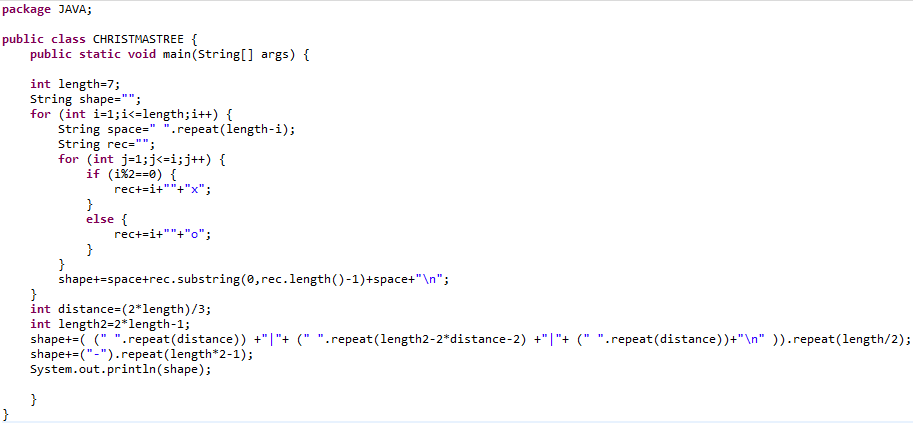 package JAVA;
public class CHRISTMASTREE {
public static void main(String[] args) {
int length=7;
String shape="";
for (int i=1;i<=length;i++) {
String space=" ".repeat(length-i);
String rec="";
for (int j=1;j<=i;j++) {
if (i%2==0) {
rec+=i+""+"x";
}
else {
rec+=i+""+"o";
}
}
shape+=space+rec.substring(0,rec.length()-1)+space+"\n";
}
int distance=(2*length)/3;
int length2=2*length-1;
shape+=( (" ".repeat(distance)) +"|"+ (" ".repeat(length2-2*distance-2) +"|"+ (" ".repeat(distance))+"\n" )).repeat(length/2);
shape+=("-").repeat(length*2-1);
System.out.println(shape);
}
}